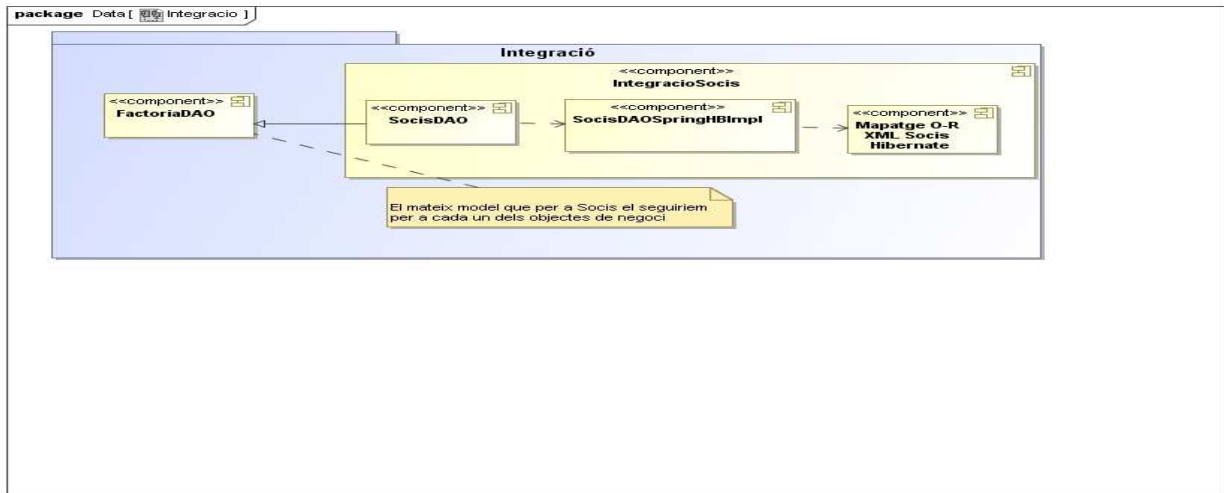 package Data [ Integracio ]
Integració
<<component>>
IntegracioSocis
<<component>>
FactoriaDAO
<<component>>
SocisDAO
<<component>>
SocisDAOSpringHBImpl
<<component>>
Mapatge O-R
XML Socis
Hibernate
El mateix model que per a Socis el seguiriem
per a cada un dels objectes de negoci